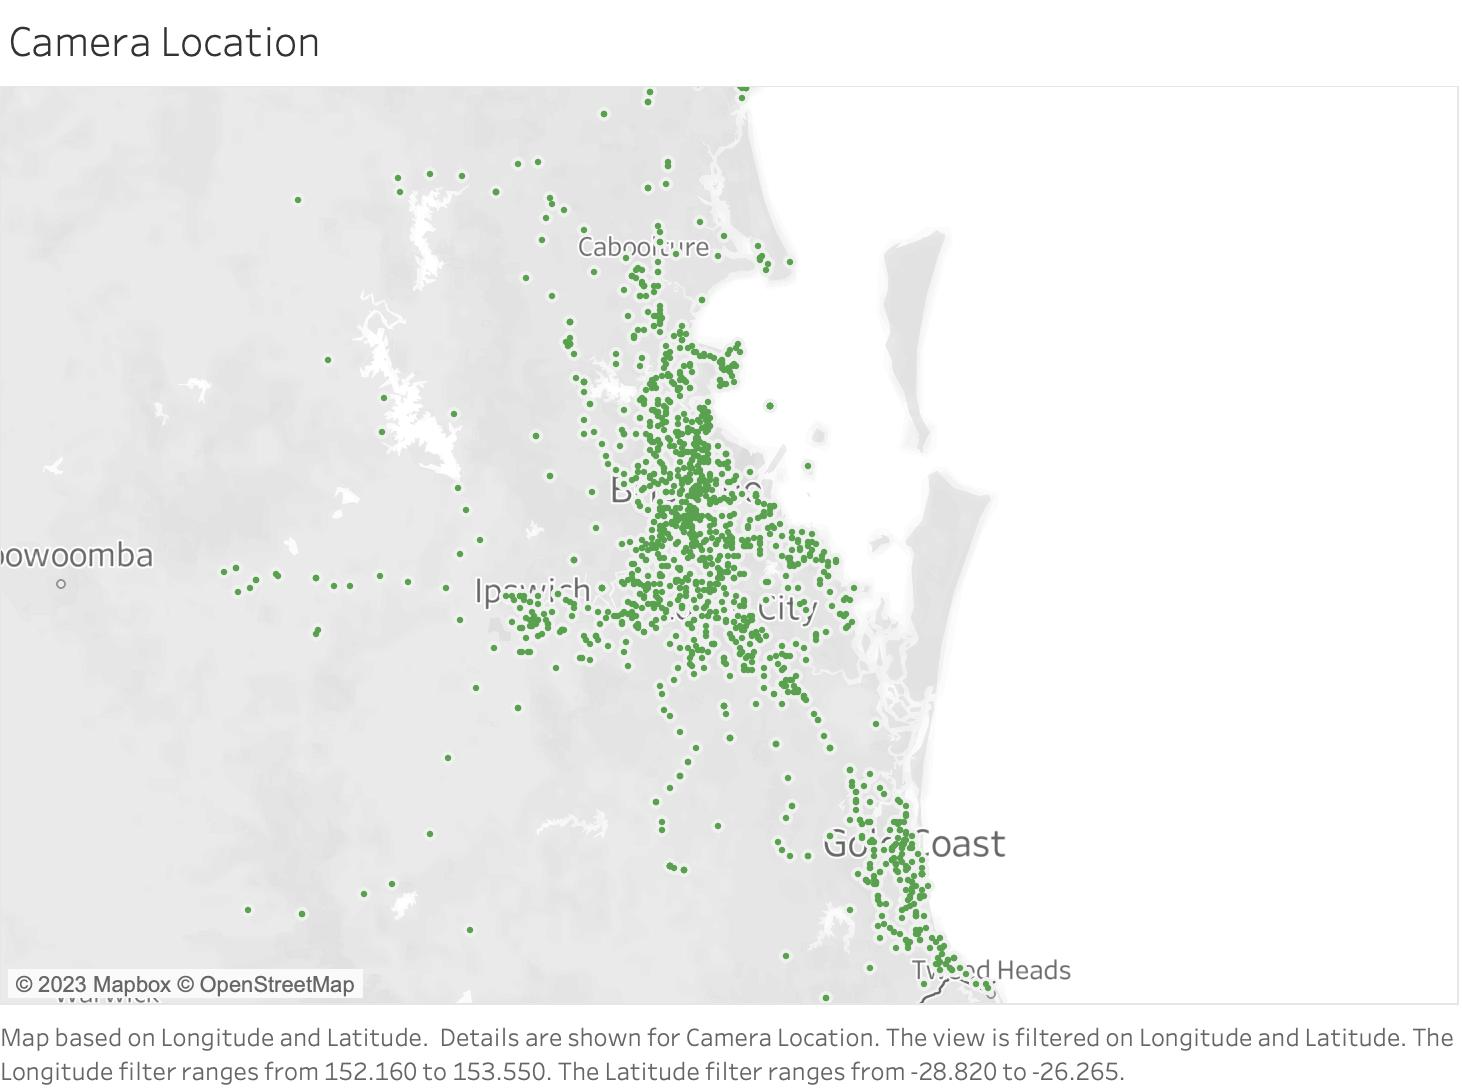 Camera Location
Caboolture
oowoomba
Ipswich
City
Gold Coast
Tweed Heads
© 2023 Mapbox © OpenStreetMap
Map based on Longitude and Latitude.  Details are shown for Camera Location. The view is filtered on Longitude and Latitude. The
Longitude filter ranges from 152.160 to 153.550. The Latitude filter ranges from -28.820 to -26.265.